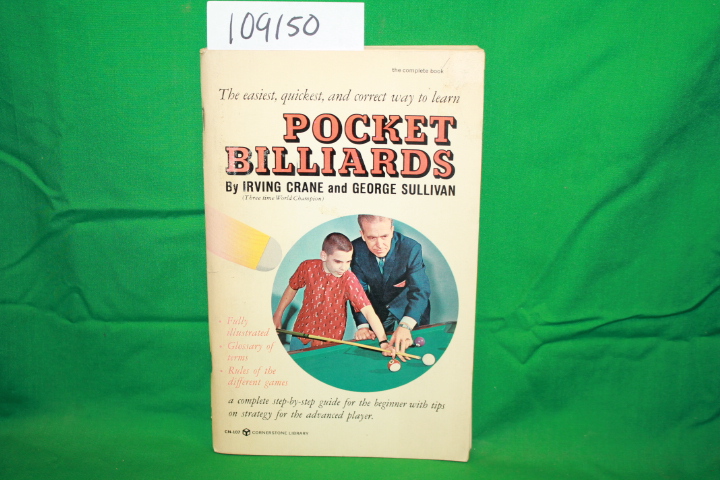 109150
the complete book
The easiest, quickest, and correct way to learn
POCKET
BILLIARDS
By IRVING CRANE and GEORGE SULLIVAN
(Three time World Champion)
• Fully
illustrated
• Glossary of
terms
• Rules of the
different games
a complete step-by-step guide for the beginner with tips
on strategy for the advanced player.
CN-107 CORNERSTONE LIBRARY